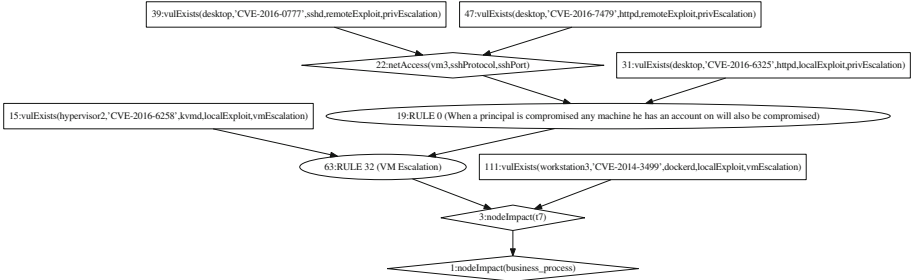 39:vulExists(desktop,'CVE-2016-0777',sshd,remoteExploit,privEscalation)
47:vulExists(desktop,'CVE-2016-7479',httpd,remoteExploit,privEscalation)
22:netAccess(vm3,sshProtocol,sshPort)
31:vulExists(desktop,'CVE-2016-6325',httpd,localExploit,privEscalation)
15:vulExists(hypervisor2,'CVE-2016-6258',kvmd,localExploit,vmEscalation)
19:RULE 0 (When a principal is compromised any machine he has an account on will also be compromised)
63:RULE 32 (VM Escalation)
111:vulExists(workstation3,'CVE-2014-3499',dockerd,localExploit,vmEscalation)
3:nodeImpact(t7)
1:nodeImpact(business_process)